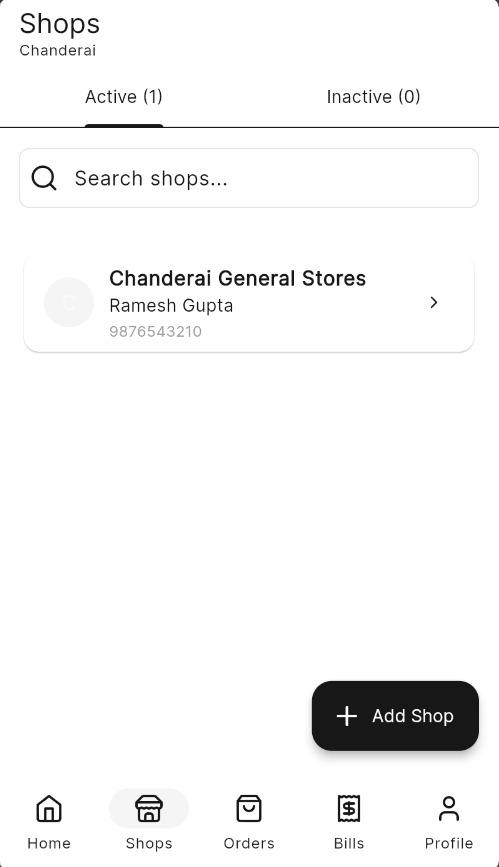 Shops
Chanderai
Active (1)
Inactive (0)
Search shops...
C
Chanderai General Stores
Ramesh Gupta
9876543210
Add Shop
Home
Shops
Orders
Bills
Profile